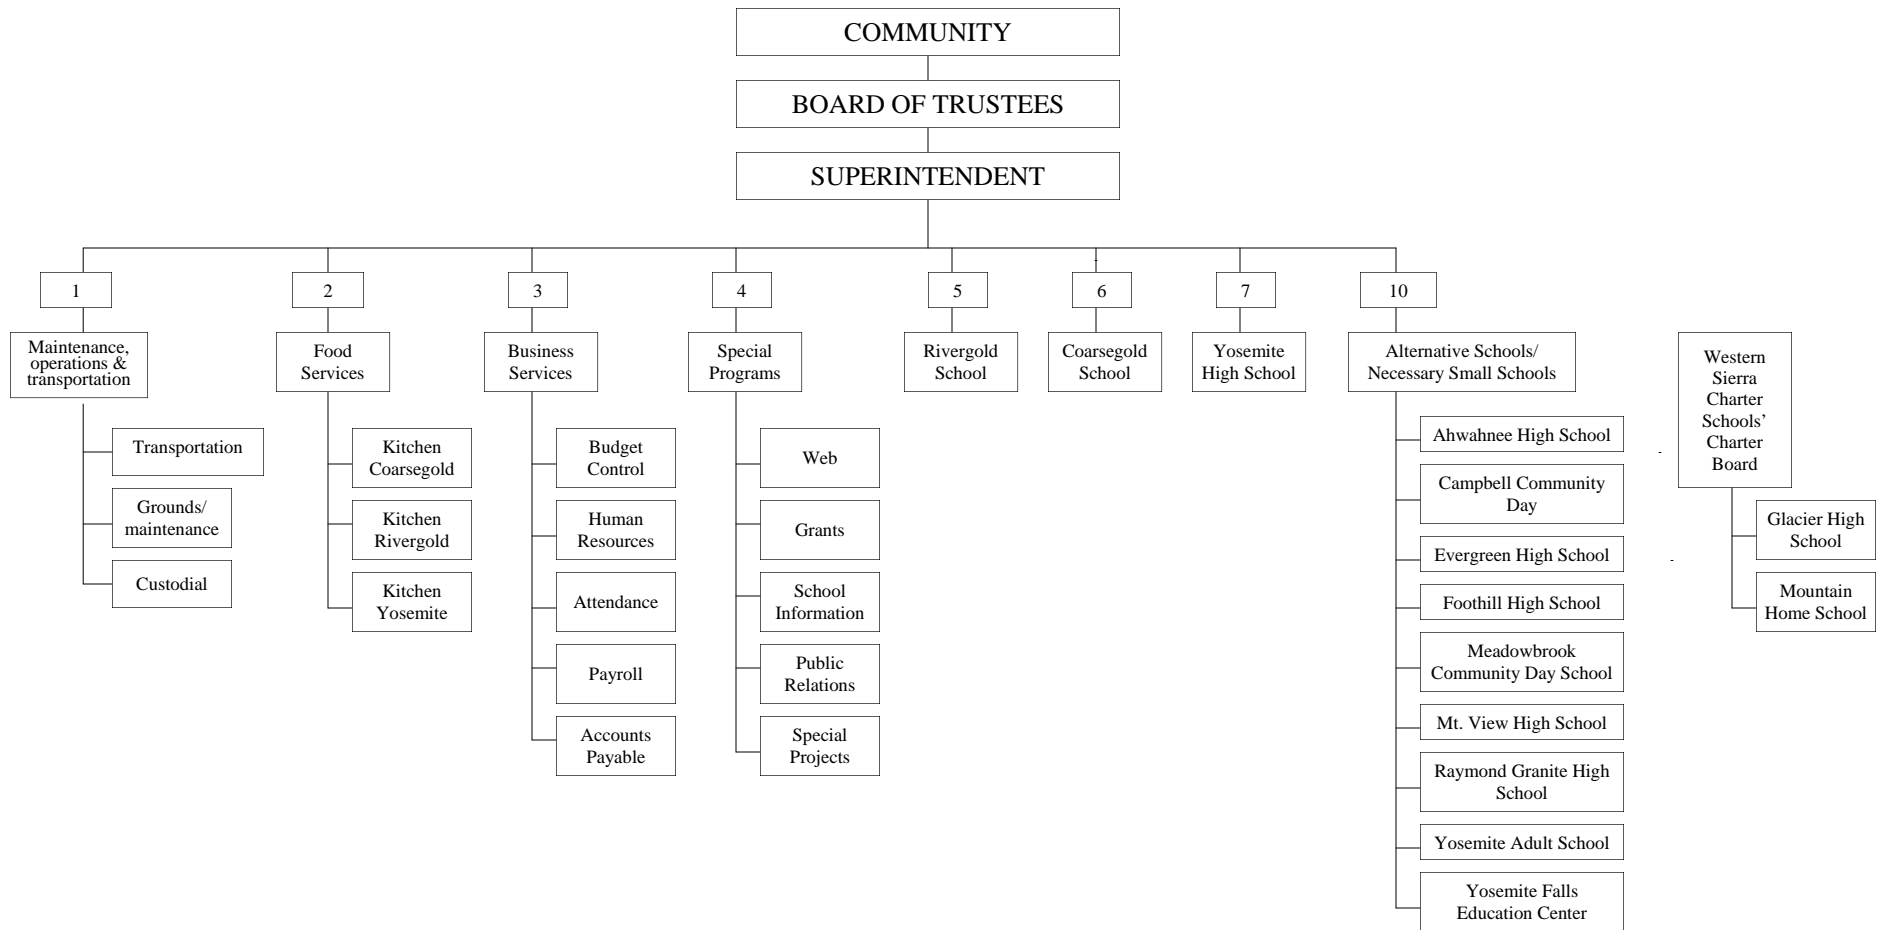 COMMUNITY
BOARD OF TRUSTEES
SUPERINTENDENT
1
2
3
4
5
6
7
10
Maintenance,
operations &
transportation
Food
Services
Business
Services
Special
Programs
Rivergold
School
Coarsegold
School
Yosemite
High School
Alternative Schools/
Necessary Small Schools
Western
Sierra
Charter
Schools’
Charter
Board
Transportation
Grounds/
maintenance
Custodial
Kitchen
Coarsegold
Kitchen
Rivergold
Kitchen
Yosemite
Budget
Control
Human
Resources
Attendance
Payroll
Accounts
Payable
Web
Grants
School
Information
Public
Relations
Special
Projects
Ahwahnee High School
Campbell Community
Day
Evergreen High School
Foothill High School
Meadowbrook
Community Day School
Mt. View High School
Raymond Granite High
School
Yosemite Adult School
Yosemite Falls
Education Center
Glacier High
School
Mountain
Home School